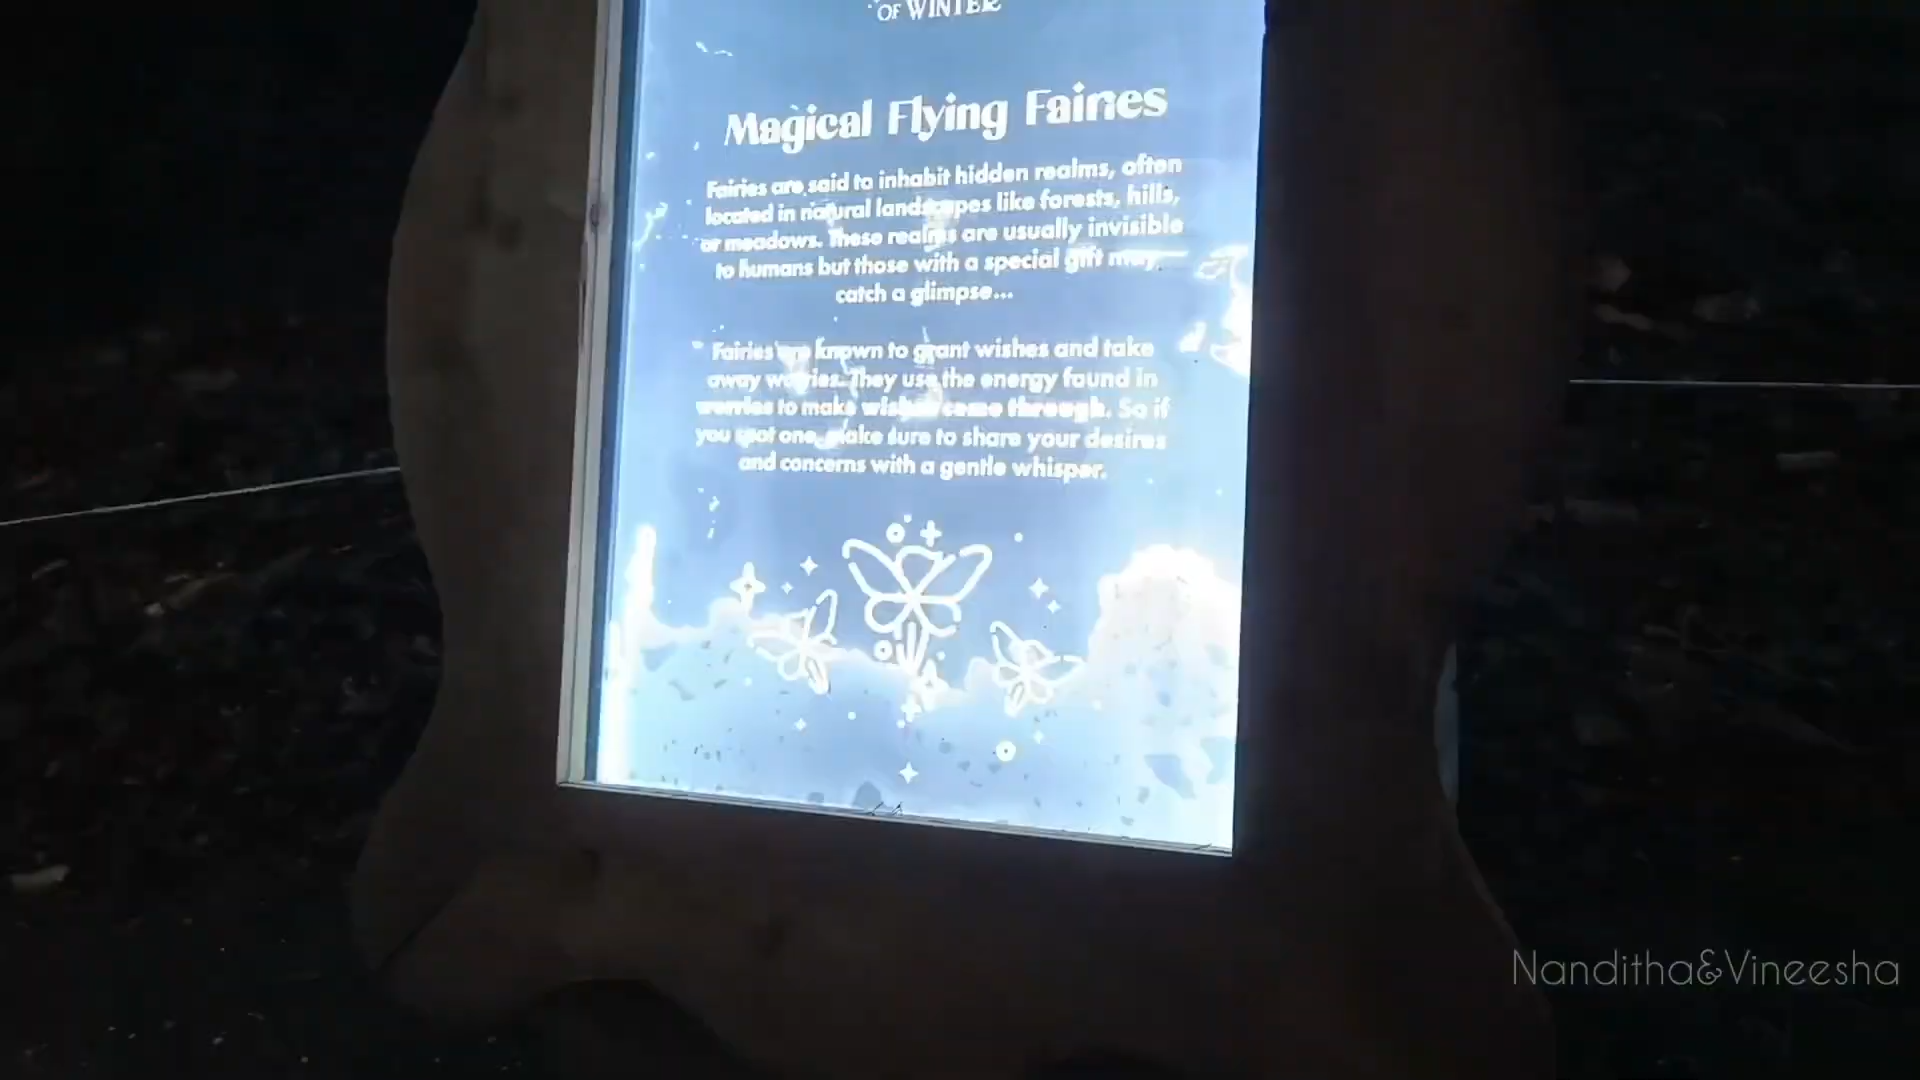 OF WINTER
Magical Flying Fairies
Fairies are said to inhabit hidden realms, often
located in natural landscapes like forests, hills,
or meadows. These realms are usually invisible
to humans but those with a special gift may
catch a glimpse...
Fairies are known to grant wishes and take
away worries. They use the energy found in
worries to make wishes come through. So if
you spot one, make sure to share your desires
and concerns with a gentle whisper.
Nanditha&Vineesha